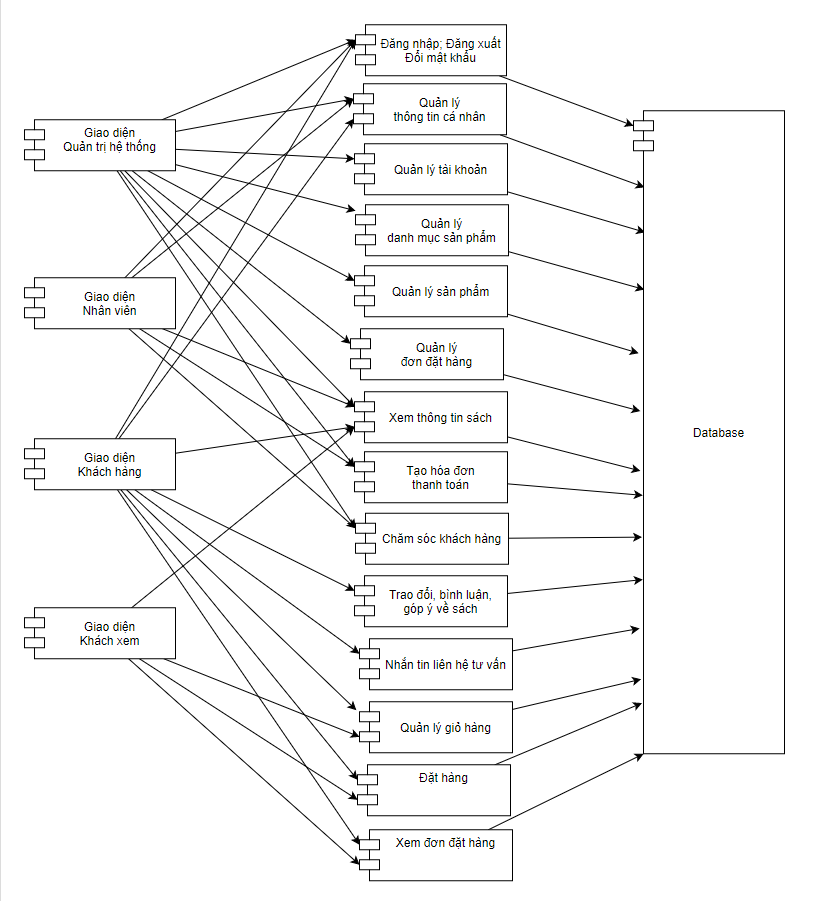 Giao diện
Quản trị hệ thống
Giao diện
Nhân viên
Giao diện
Khách hàng
Giao diện
Khách xem
Đăng nhập; Đăng xuất
Đổi mật khẩu
Quản lý
thông tin cá nhân
Quản lý tài khoản
Quản lý
danh mục sản phẩm
Quản lý sản phẩm
Quản lý
đơn đặt hàng
Xem thông tin sách
Tạo hóa đơn
thanh toán
Chăm sóc khách hàng
Trao đổi, bình luận,
góp ý về sách
Nhắn tin liên hệ tư vấn
Quản lý giỏ hàng
Đặt hàng
Xem đơn đặt hàng
Database